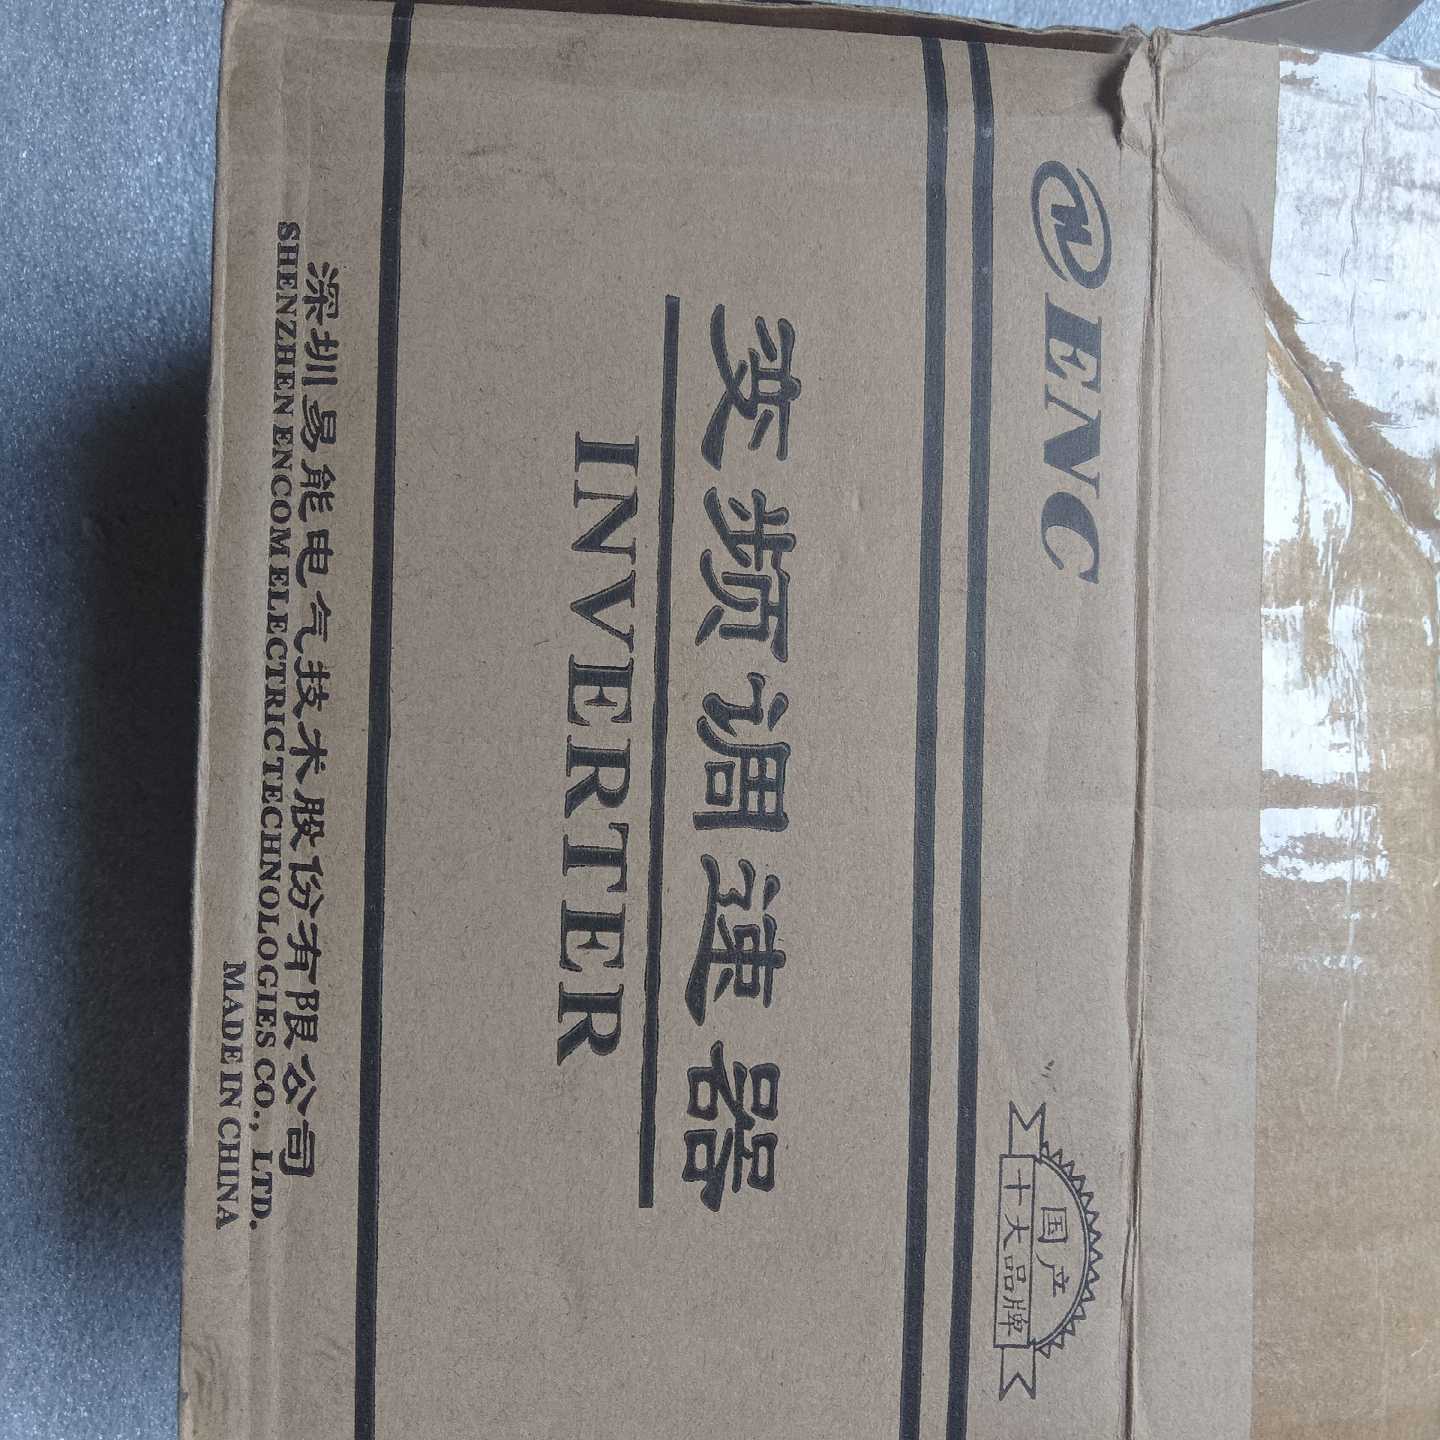 ENC
国产
十大品牌
变频调速器
INVERTER
深圳易能电气技术股份有限公司
SHENZHEN ENCOM ELECTRIC TECHNOLOGIES CO., LTD.
MADE IN CHINA